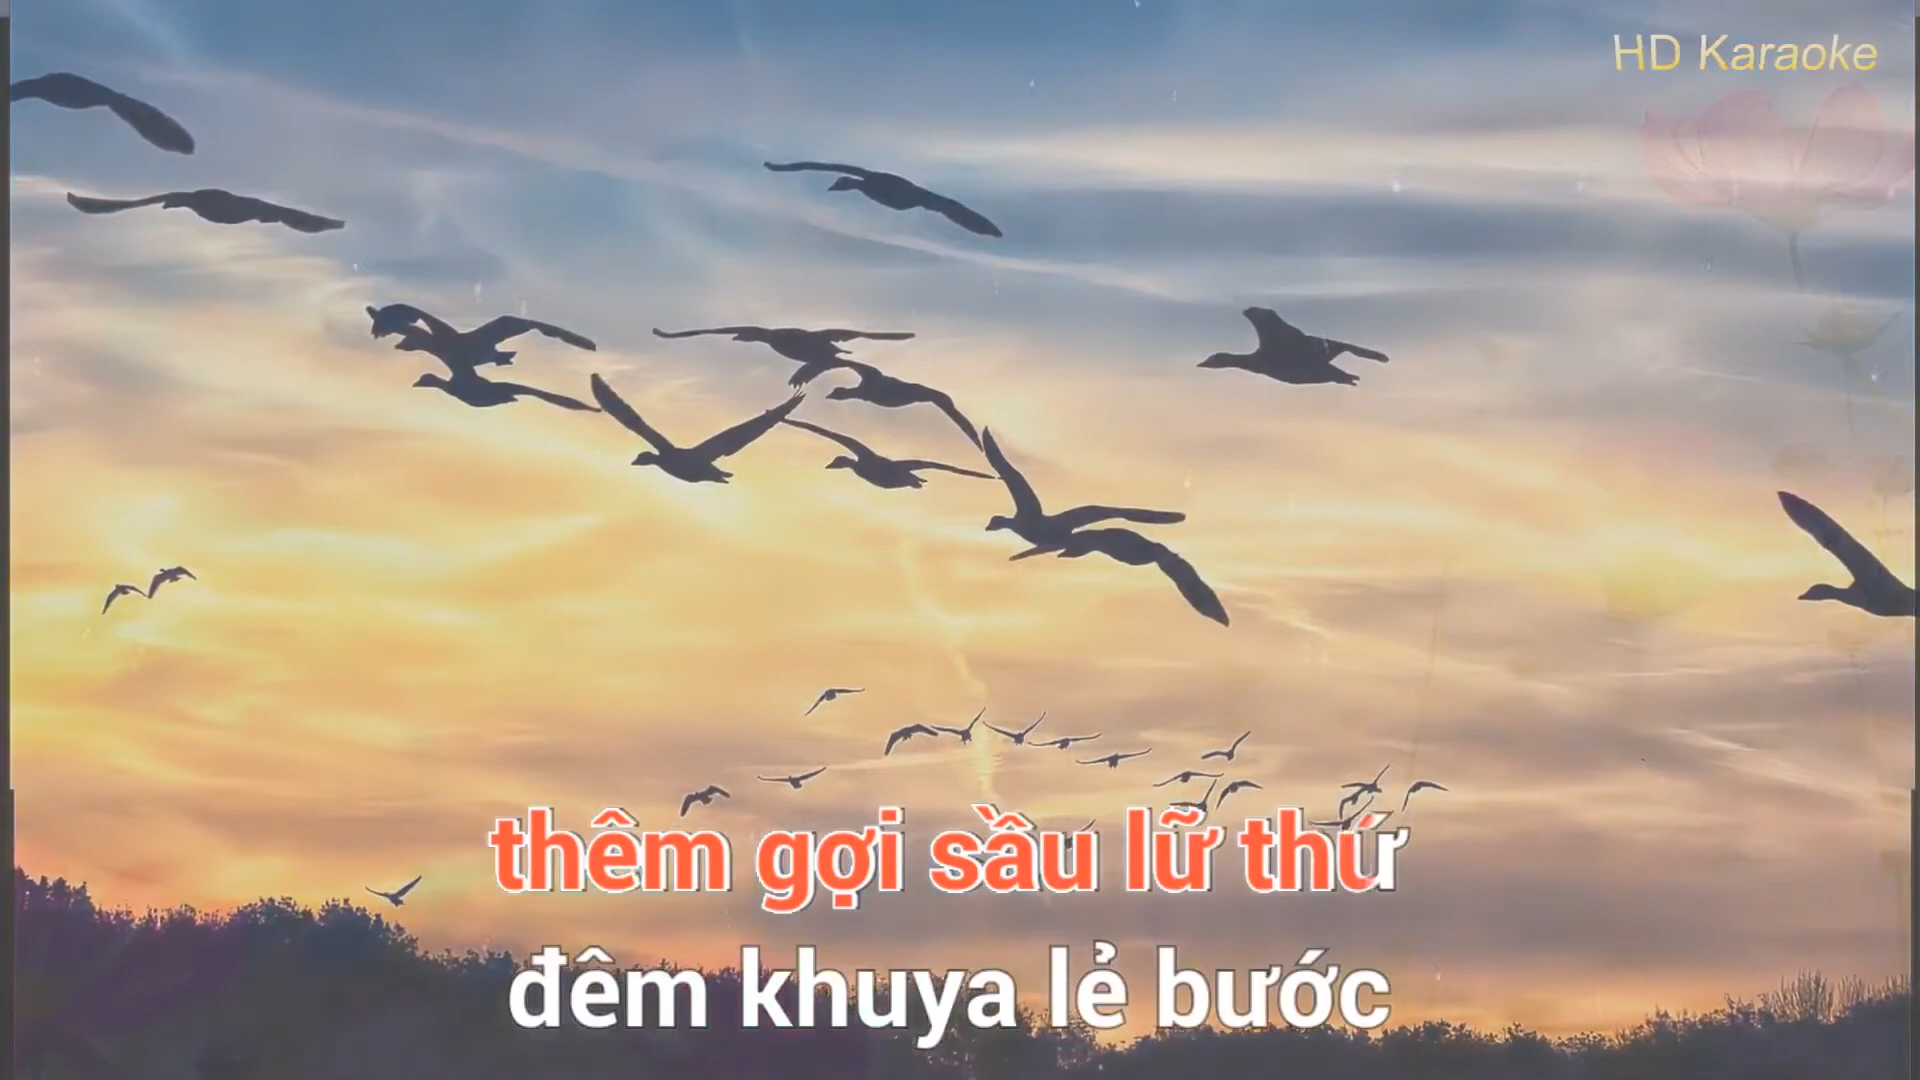 HD Karaoke
thêm gợi sầu lữ thứ
đêm khuya lẻ bước